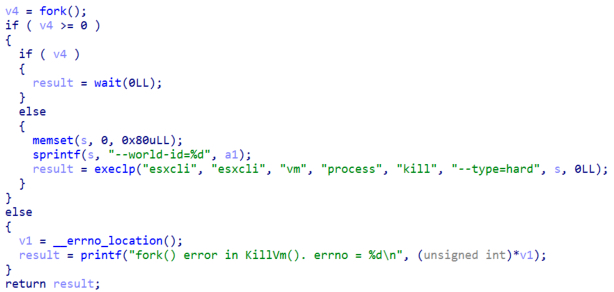 v4 = fork();
if ( v4 >= 0 )
{
if ( v4 )
{
result = wait(0LL);
}
else
{
memset(s, 0, 0x80uLL);
sprintf(s, "--world-id=%d", a1);
result = execlp("esxcli", "esxcli", "vm", "process", "kill", "--type=hard", s, 0LL);
}
}
else
{
v1 = __errno_location();
result = printf("fork() error in KillVm(). errno = %d\n", (unsigned int)*v1);
}
return result;